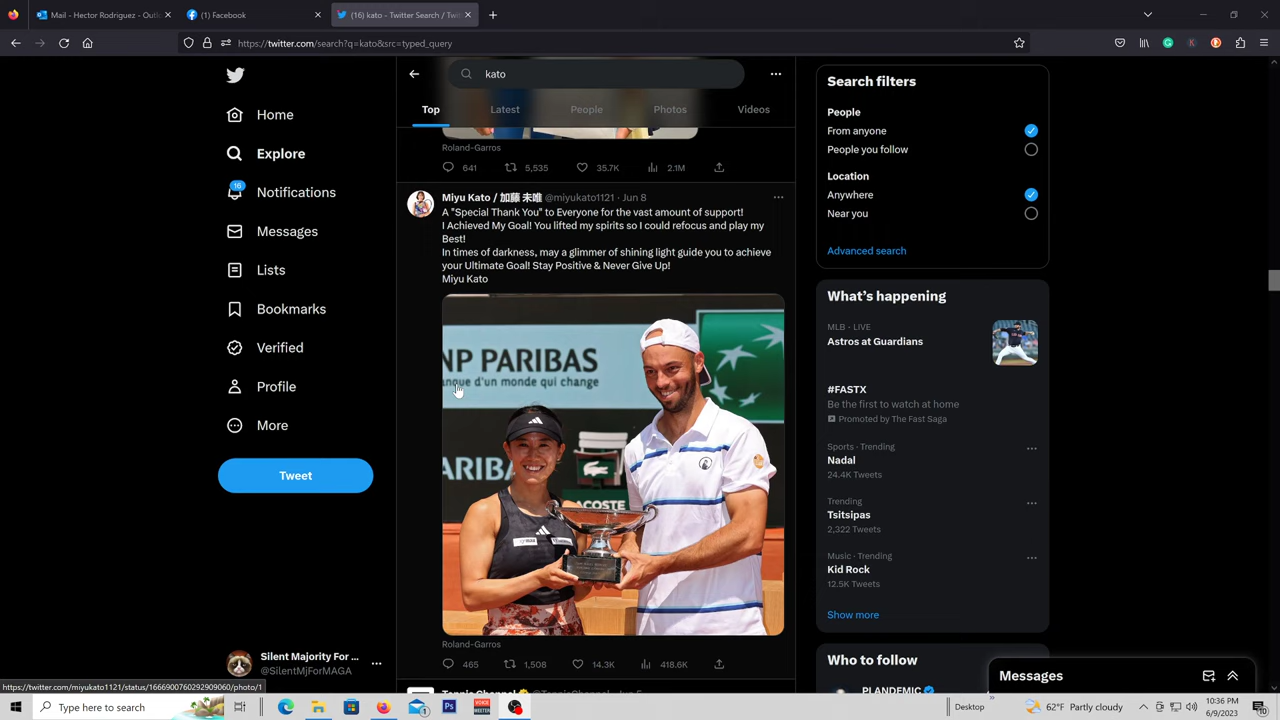 Mail - Hector Rodriguez - Outl
(1) Facebook
(16) kato - Twitter Search / Twi
https://twitter.com/search?q=kato&src=typed_query
kato
Top
Latest
People
Photos
Videos
Roland-Garros
641
5,535
35.7K
2.1M
Home
Explore
16
Notifications
Messages
Lists
Bookmarks
Verified
Profile
More
Tweet
Silent Majority For ...
@SilentMjForMAGA
Miyu Kato / 加藤 未唯 @miyukato1121 · Jun 8
A "Special Thank You" to Everyone for the vast amount of support!
I Achieved My Goal! You lifted my spirits so I could refocus and play my
Best!
In times of darkness, may a glimmer of shining light guide you to achieve
your Ultimate Goal! Stay Positive & Never Give Up!
Miyu Kato
NP PARIBAS
d'un monde qui change
ARIB
LACOSTE
Roland-Garros
465
1,508
14.3K
418.6K
Search filters
People
From anyone
People you follow
Location
Anywhere
Near you
Advanced search
What's happening
MLB · LIVE
Astros at Guardians
#FASTX
Be the first to watch at home
Promoted by The Fast Saga
Sports · Trending
Nadal
24.4K Tweets
Trending
Tsitsipas
2,322 Tweets
Music · Trending
Kid Rock
12.5K Tweets
Show more
Who to follow
PLANDEMIC
Messages
https://twitter.com/miyukato1121/status/1666900760292909060/photo/1
Type here to search
Desktop
62°F Partly cloudy
10:36 PM
6/9/2023